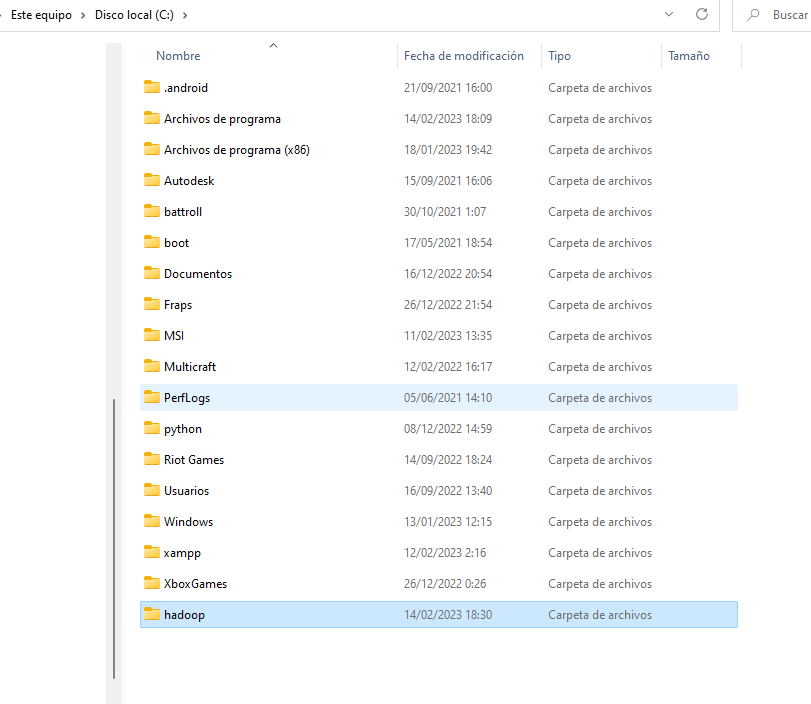 Este equipo > Disco local (C:) > Buscar
Nombre Fecha de modificación Tipo Tamaño
.android 21/09/2021 16:00 Carpeta de archivos
Archivos de programa 14/02/2023 18:09 Carpeta de archivos
Archivos de programa (x86) 18/01/2023 19:42 Carpeta de archivos
Autodesk 15/09/2021 16:06 Carpeta de archivos
battroll 30/10/2021 1:07 Carpeta de archivos
boot 17/05/2021 18:54 Carpeta de archivos
Documentos 16/12/2022 20:54 Carpeta de archivos
Fraps 26/12/2022 21:54 Carpeta de archivos
MSI 11/02/2023 13:35 Carpeta de archivos
Multicraft 12/02/2022 16:17 Carpeta de archivos
PerfLogs 05/06/2021 14:10 Carpeta de archivos
python 08/12/2022 14:59 Carpeta de archivos
Riot Games 14/09/2022 18:24 Carpeta de archivos
Usuarios 16/09/2022 13:40 Carpeta de archivos
Windows 13/01/2023 12:15 Carpeta de archivos
xampp 12/02/2023 2:16 Carpeta de archivos
XboxGames 26/12/2022 0:26 Carpeta de archivos
hadoop 14/02/2023 18:30 Carpeta de archivos